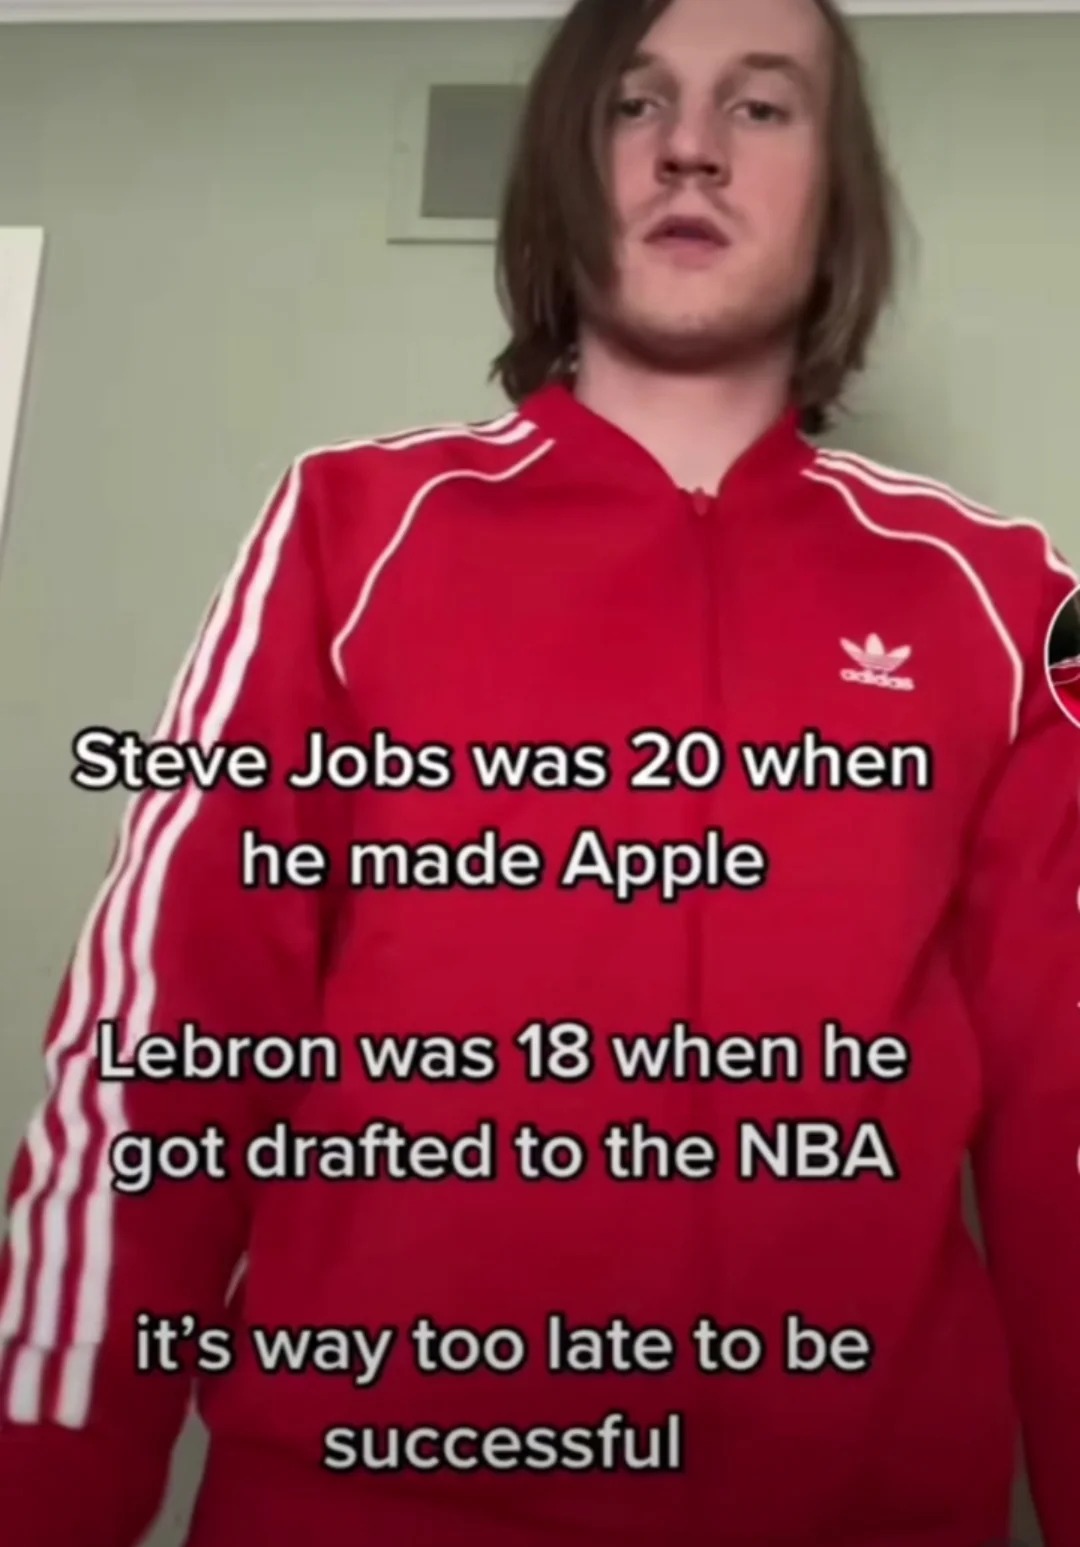 adidas
Steve Jobs was 20 when
he made Apple
Lebron was 18 when he
got drafted to the NBA
it's way too late to be
successful